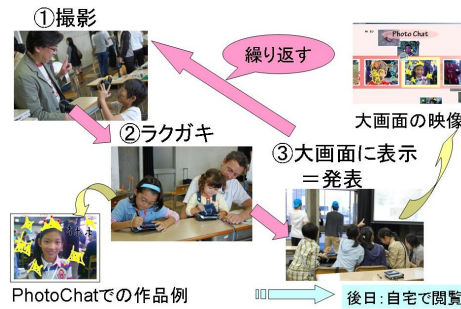 ①撮影
繰り返す
Photo Chat
大画面の映像
②ラクガキ
③大画面に表示
＝発表
PhotoChatでの作品例
後日：自宅で閲覧